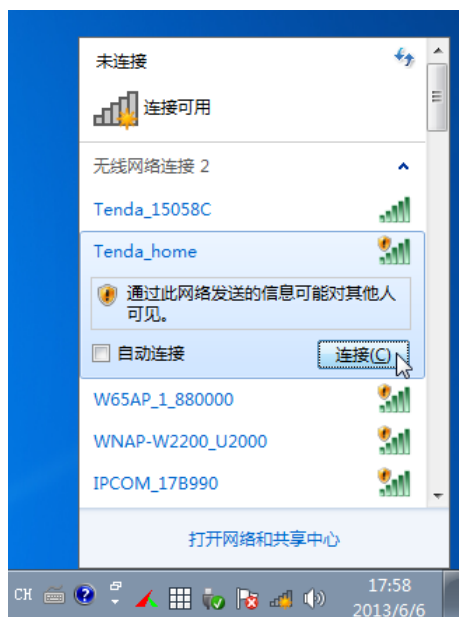 未连接
连接可用
无线网络连接 2
Tenda_15058C
Tenda_home
通过此网络发送的信息可能对其他人
可见。
自动连接
连接(C)
W65AP_1_880000
WNAP-W2200_U2000
IPCOM_17B990
打开网络和共享中心
CH
17:58
2013/6/6